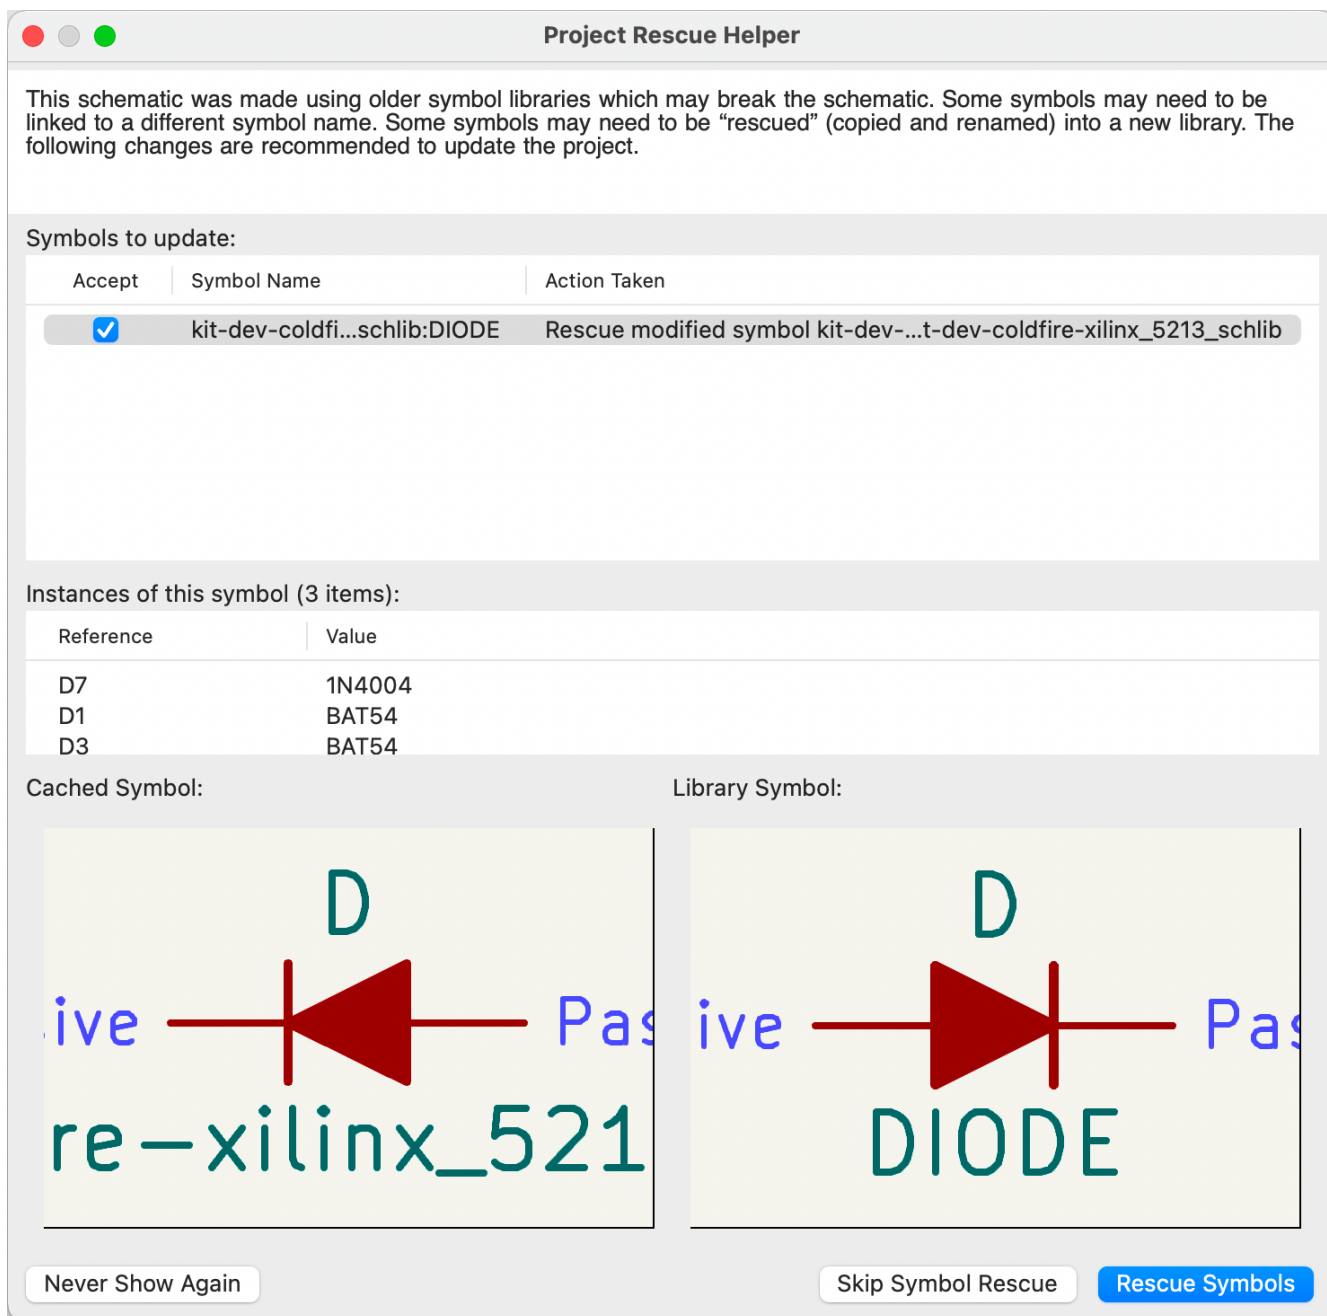 Project Rescue Helper
This schematic was made using older symbol libraries which may break the schematic. Some symbols may need to be
linked to a different symbol name. Some symbols may need to be “rescued” (copied and renamed) into a new library. The
following changes are recommended to update the project.
Symbols to update:
Accept Symbol Name Action Taken
kit-dev-coldfi...schlib:DIODE Rescue modified symbol kit-dev-...t-dev-coldfire-xilinx_5213_schlib
Instances of this symbol (3 items):
Reference Value
D7 1N4004
D1 BAT54
D3 BAT54
Cached Symbol: Library Symbol:
D D
ive Pas ive Pas
re-xilinx_521 DIODE
Never Show Again Skip Symbol Rescue Rescue Symbols